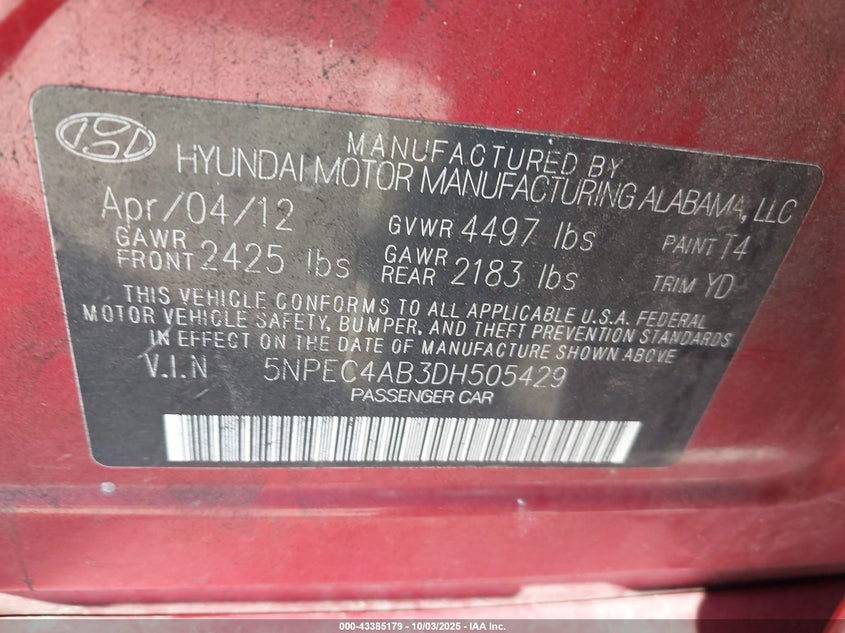 MANUFACTURED BY
HYUNDAI MOTOR MANUFACTURING ALABAMA, LLC
Apr/04/12 GVWR 4497 lbs PAINT T4
GAWR FRONT 2425 lbs GAWR REAR 2183 lbs TRIM YD
THIS VEHICLE CONFORMS TO ALL APPLICABLE U.S.A. FEDERAL
MOTOR VEHICLE SAFETY, BUMPER, AND THEFT PREVENTION STANDARDS
IN EFFECT ON THE DATE OF MANUFACTURE SHOWN ABOVE
V.I.N 5NPEC4AB3DH505429
PASSENGER CAR
000-43385179 - 10/03/2025 - IAA Inc.